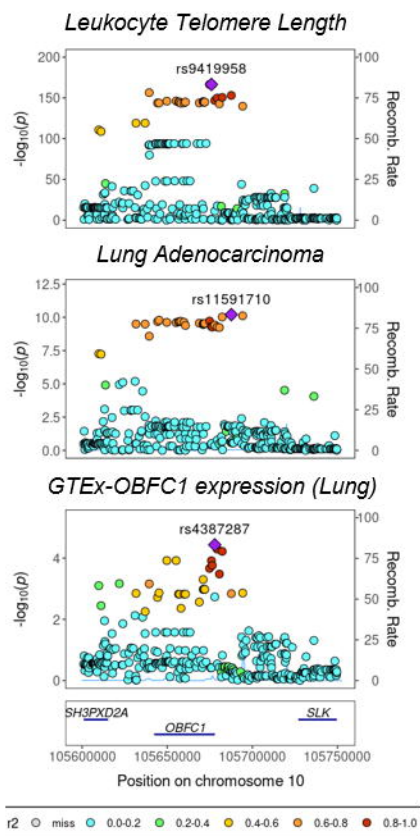 Leukocyte Telomere Length
200
150
100
50
0
100
75
50
25
0
-log10(p)
Recomb. Rate
rs9419958
Lung Adenocarcinoma
12.5
10.0
7.5
5.0
2.5
0.0
100
75
50
25
0
-log10(p)
Recomb. Rate
rs11591710
GTEx-OBFC1 expression (Lung)
4
2
0
100
75
50
25
0
-log10(p)
Recomb. Rate
rs4387287
SH3PXD2A
SLK
OBFC1
105600000 105650000 105700000 105750000
Position on chromosome 10
r2 miss 0.0-0.2 0.2-0.4 0.4-0.6 0.6-0.8 0.8-1.0